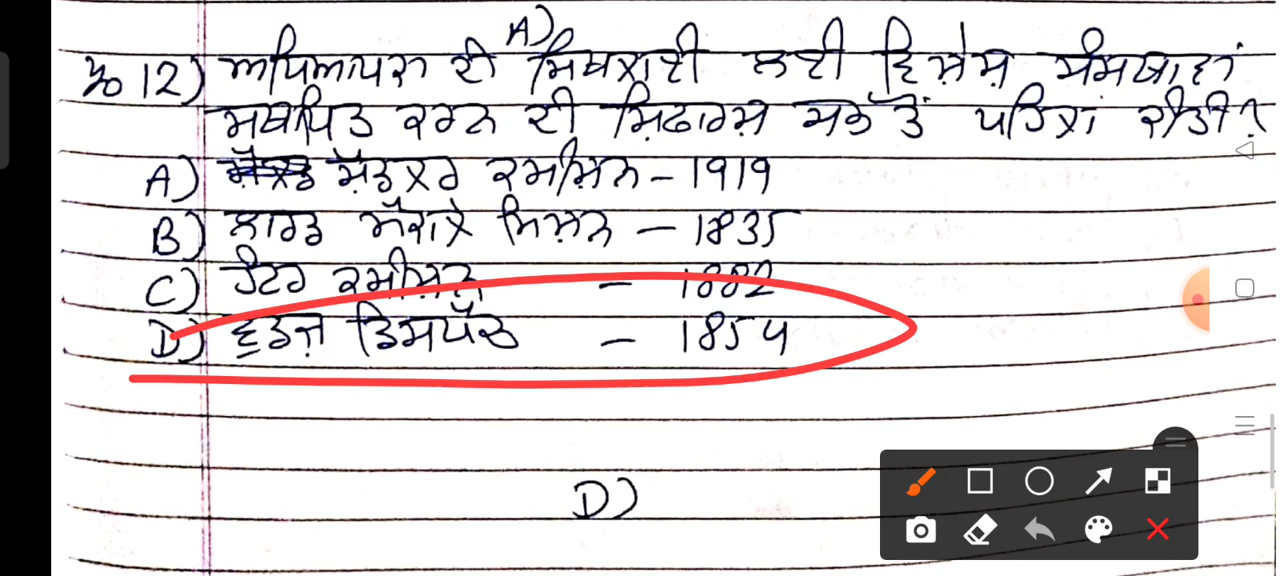 A)
ਪ੍ਰ 12) ਅਧਿਆਪਕਾਂ ਦੀ ਸਿਖਲਾਈ ਲਈ ਵਿਸ਼ੇਸ਼ ਸੰਸਥਾਵਾਂ
ਸਥਾਪਿਤ ਕਰਨ ਦੀ ਸਿਫ਼ਾਰਸ਼ ਸਭ ਤੋਂ ਪਹਿਲਾਂ ਕੀਤੀ?
A) ਸੈਡਲਰ ਕਮੀਸ਼ਨ - 1919
B) ਲਾਰਡ ਮੈਕਾਲੇ ਮਿਸ਼ਨ - 1835
C) ਹੰਟਰ ਕਮੀਸ਼ਨ - 1882
D) ਵੁਡਜ਼ ਡਿਸਪੈਚ - 1854
D)